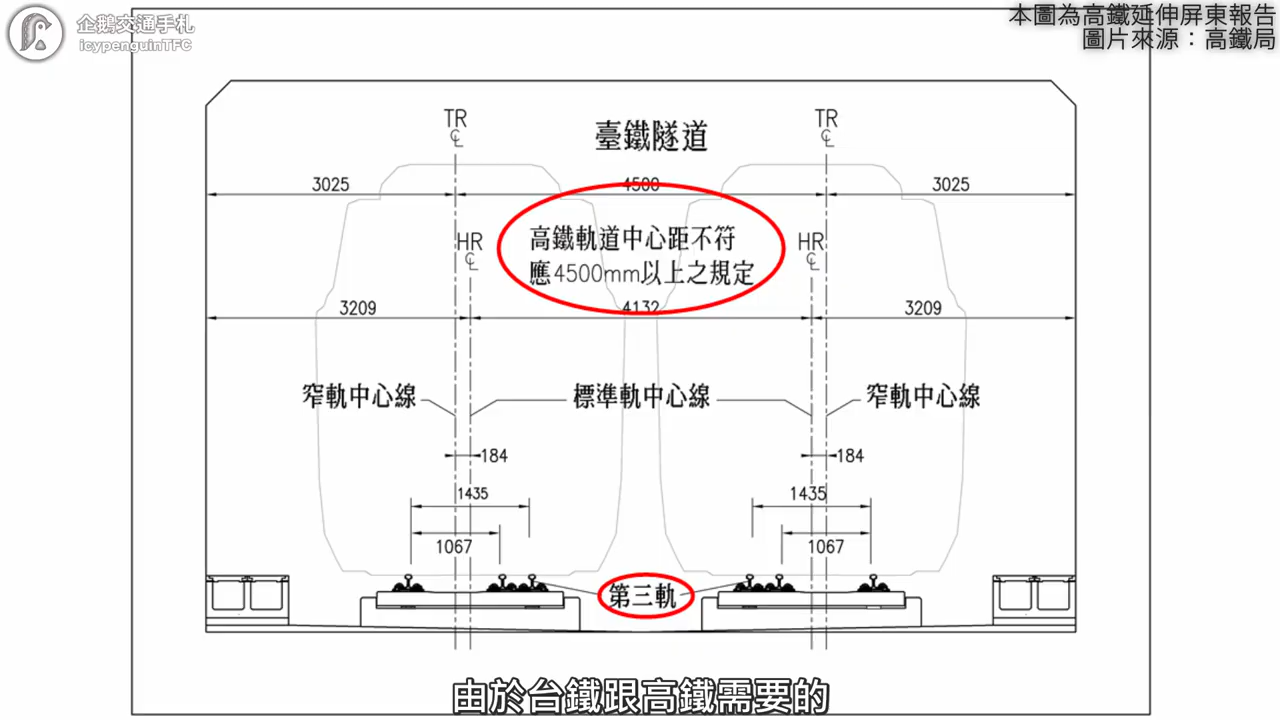 企鵝交通手札
icypenguinTFC
本圖為高鐵延伸屏東報告
圖片來源：高鐵局
TR
℄
臺鐵隧道
TR
℄
3025
4500
3025
HR
℄
高鐵軌道中心距不符
應4500mm以上之規定
HR
℄
3209
4132
3209
窄軌中心線
標準軌中心線
窄軌中心線
184
184
1435
1435
1067
1067
第三軌
由於台鐵跟高鐵需要的